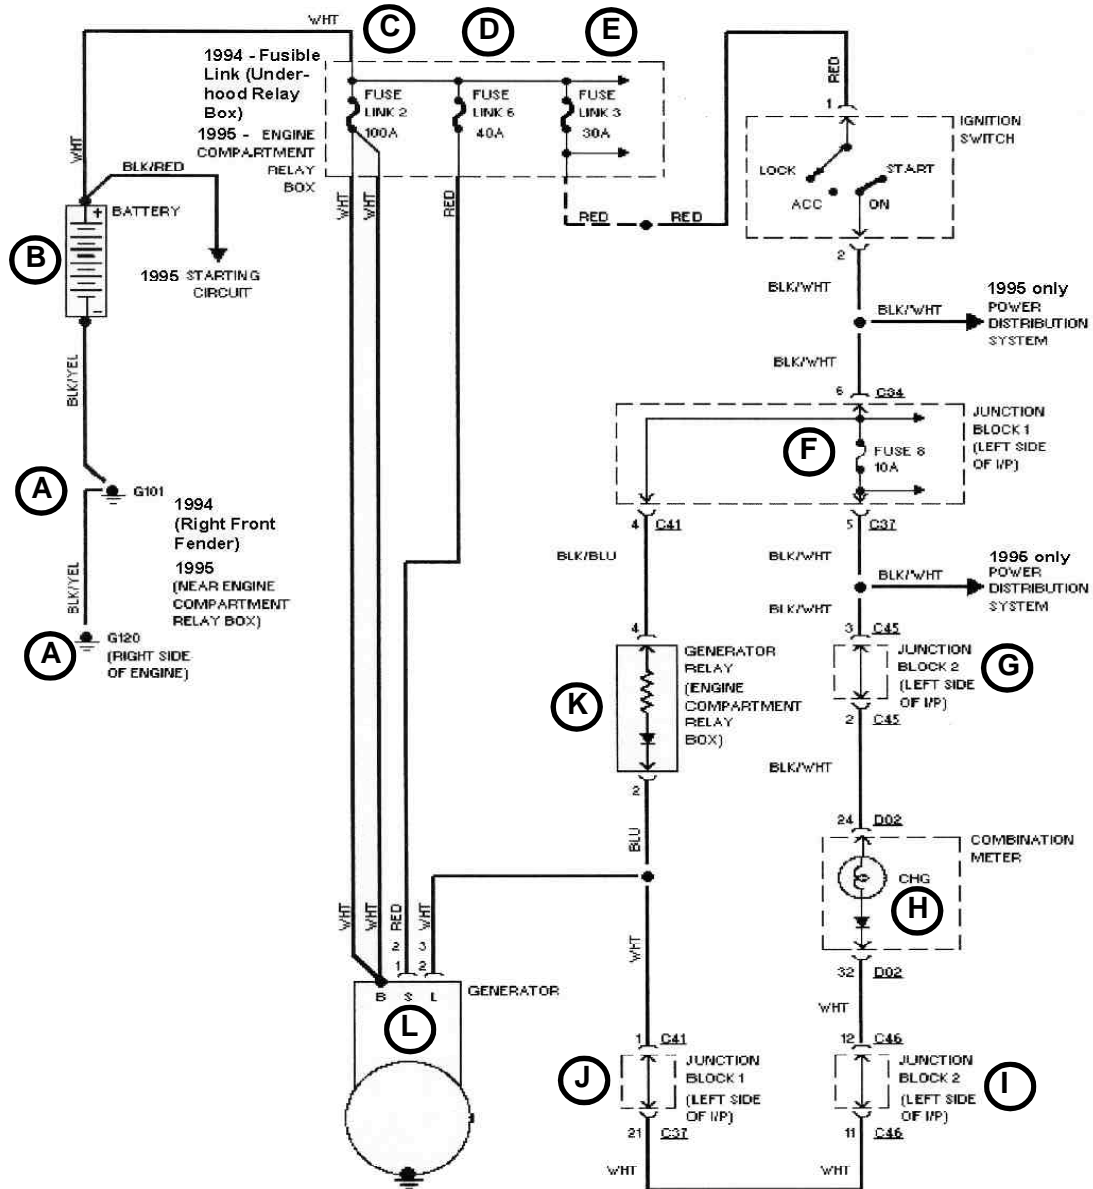 WHT
C
D
E
1994 - Fusible
Link (Under-
hood Relay
Box)
1995 - ENGINE
COMPARTMENT
RELAY
BOX
FUSE
LINK 2
100A
FUSE
LINK 6
40A
FUSE
LINK 3
30A
RED
1
IGNITION
SWITCH
LOCK
START
ACC
ON
2
WHT
BLK/RED
+
BATTERY
B
-
1995 STARTING
CIRCUIT
WHT
WHT
RED
RED
RED
BLK/WHT
BLK/WHT
1995 only
POWER
DISTRIBUTION
SYSTEM
BLK/WHT
BLK/YEL
6 C34
JUNCTION
BLOCK 1
(LEFT SIDE
OF I/P)
F
FUSE 8
10A
A
G101
1994
(Right Front
Fender)
1995
(NEAR ENGINE
COMPARTMENT
RELAY BOX)
4 C41
5 C37
BLK/BLU
BLK/WHT
BLK/WHT
1995 only
POWER
DISTRIBUTION
SYSTEM
BLK/WHT
BLK/YEL
A
G120
(RIGHT SIDE
OF ENGINE)
4
GENERATOR
RELAY
(ENGINE
COMPARTMENT
RELAY
BOX)
K
2
3 C45
JUNCTION
BLOCK 2
(LEFT SIDE
OF I/P)
G
2 C45
BLK/WHT
BLU
24 D02
COMBINATION
METER
CHG
H
32 D02
WHT
WHT
WHT
RED
WHT
2
3
1
2
B
S
L
GENERATOR
L
WHT
1 C41
JUNCTION
BLOCK 1
(LEFT SIDE
OF I/P)
J
21 C37
WHT
12 C46
JUNCTION
BLOCK 2
(LEFT SIDE
OF I/P)
I
11 C46
WHT